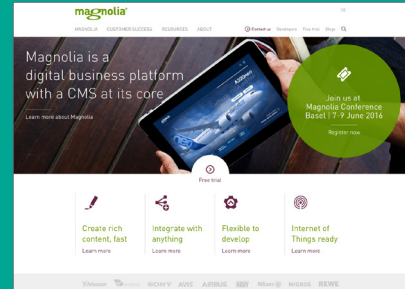 magnolia
DE
MAGNOLIA CUSTOMER SUCCESS RESOURCES ABOUT
Contact us Developers Free trial Blogs
Magnolia is a
digital business platform
with a CMS at its core
Learn more about Magnolia
Join us at
Magnolia Conference
Basel | 7-9 June 2016
Register now
Free trial
Create rich
content, fast
Learn more
Integrate with
anything
Learn more
Flexible to
develop
Learn more
Internet of
Things ready
Learn more
AVIS AIRBUS MIGROS REWE